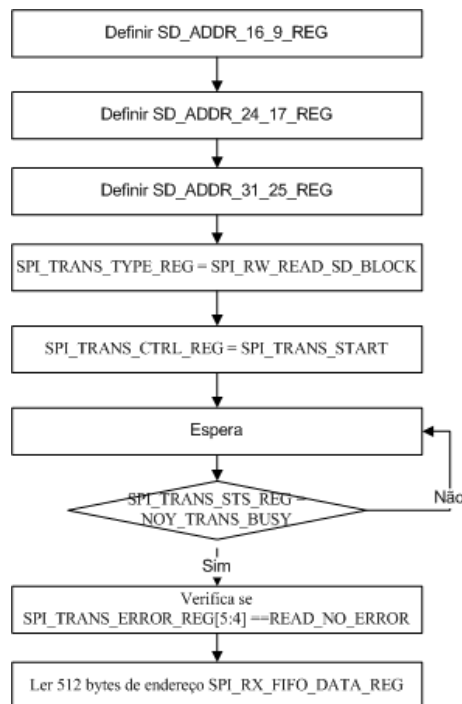 Definir SD_ADDR_16_9_REG
Definir SD_ADDR_24_17_REG
Definir SD_ADDR_31_25_REG
SPI_TRANS_TYPE_REG = SPI_RW_READ_SD_BLOCK
SPI_TRANS_CTRL_REG = SPI_TRANS_START
Espera
SPI_TRANS_STS_REG =
NOY_TRANS_BUSY
Não
Sim
Verifica se
SPI_TRANS_ERROR_REG[5:4] ==READ_NO_ERROR
Ler 512 bytes de endereço SPI_RX_FIFO_DATA_REG